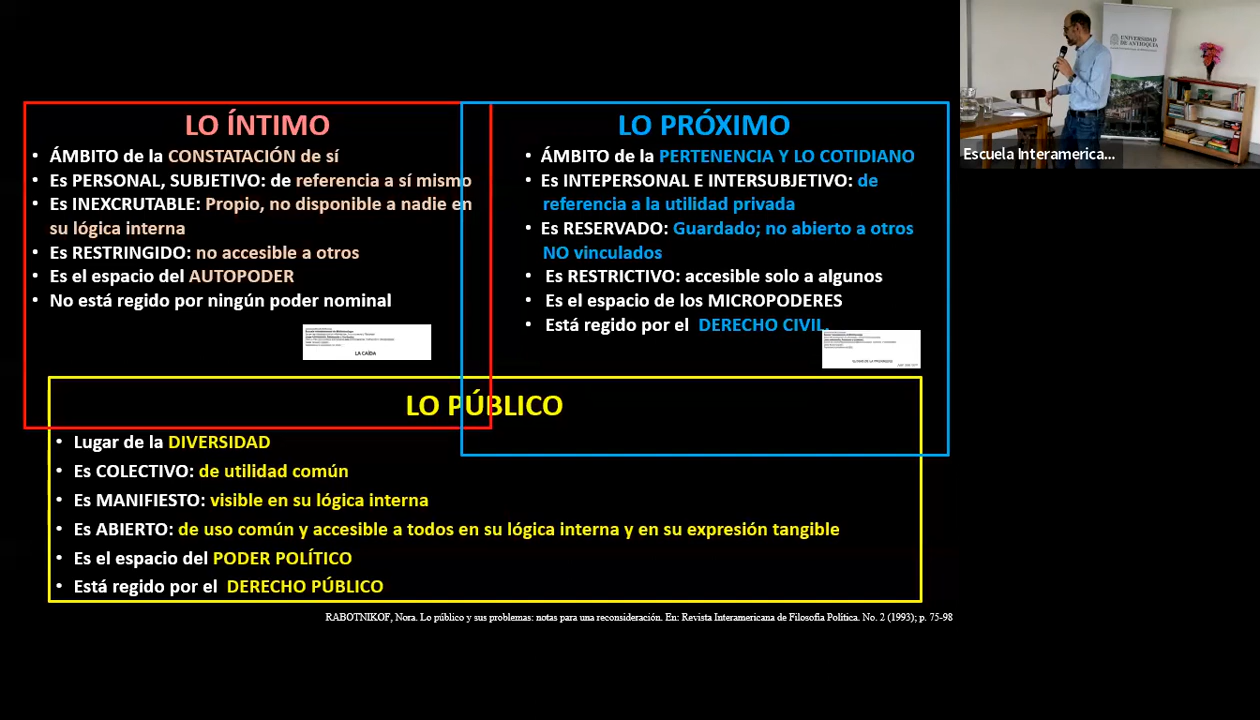 LO ÍNTIMO
• ÁMBITO de la CONSTATACIÓN de sí
• Es PERSONAL, SUBJETIVO: de referencia a sí mismo
• Es INEXCRUTABLE: Propio, no disponible a nadie en
su lógica interna
• Es RESTRINGIDO: no accesible a otros
• Es el espacio del AUTOPODER
• No está regido por ningún poder nominal
LA CAÍDA
LO PRÓXIMO
• ÁMBITO de la PERTENENCIA Y LO COTIDIANO
• Es INTEPERSONAL E INTERSUBJETIVO: de
referencia a la utilidad privada
• Es RESERVADO: Guardado; no abierto a otros
NO vinculados
• Es RESTRICTIVO: accesible solo a algunos
• Es el espacio de los MICROPODERES
• Está regido por el DERECHO CIVIL.
LO PÚBLICO
• Lugar de la DIVERSIDAD
• Es COLECTIVO: de utilidad común
• Es MANIFIESTO: visible en su lógica interna
• Es ABIERTO: de uso común y accesible a todos en su lógica interna y en su expresión tangible
• Es el espacio del PODER POLÍTICO
• Está regido por el DERECHO PÚBLICO
RABOTNIKOF, Nora. Lo público y sus problemas: notas para una reconsideración. En: Revista Interamericana de Filosofía Política. No. 2 (1993); p. 75-98
UNIVERSIDAD
DE ANTIOQUIA
Escuela Interamerica...